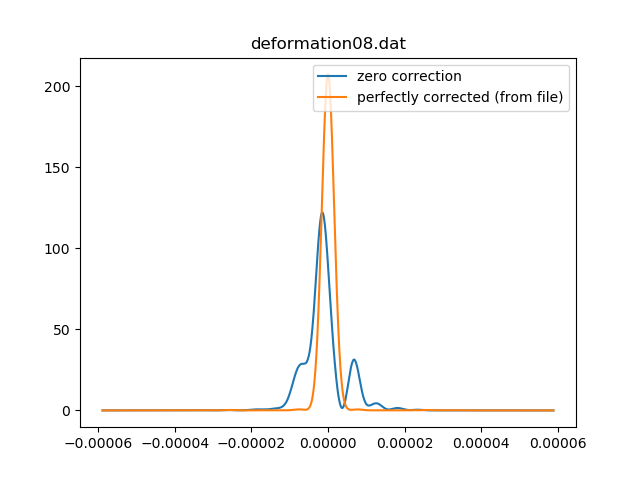 deformation08.dat
zero correction
perfectly corrected (from file)
200
150
100
50
0
−0.00006 −0.00004 −0.00002 0.00000 0.00002 0.00004 0.00006